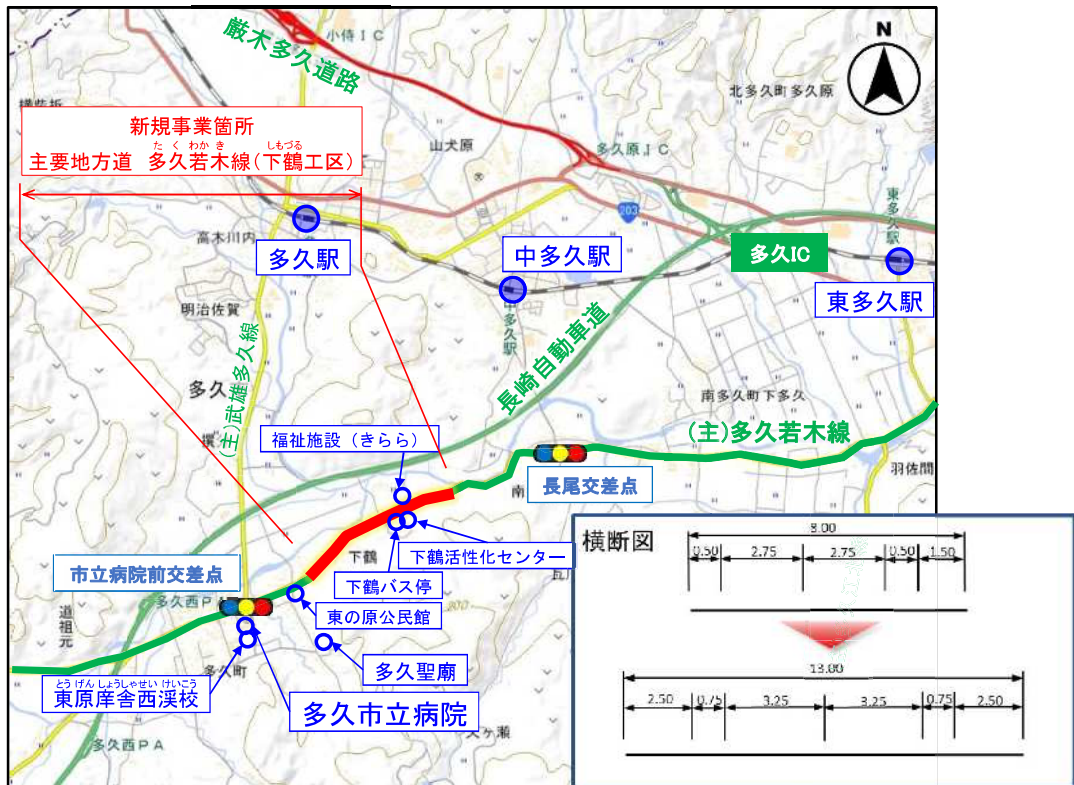 厳木多久道路
小侍IC
N
北多久町多久原
新規事業箇所
たくわかき しもづる
主要地方道 多久若木線(下鶴工区)
山犬原
多久原IC
203
東多久駅
高木川内
多久駅
中多久駅
多久IC
東多久駅
明治佐賀
中多久駅
(主)武雄多久線
長崎自動車道
多久
南多久町下多久
(主)多久若木線
福祉施設(きらら)
羽佐間
南
長尾交差点
下鶴
下鶴活性化センター
市立病院前交差点
下鶴バス停
多久西PA
東の原公民館
道祖元
多久聖廟
多久町
とうげんしょうしゃせいけいこう
東原庠舎西渓校
多久市立病院
多久西PA
200
横断図
8.00
0.50 2.75 2.75 0.50 1.50
13.00
2.50 0.75 3.25 3.25 0.75 2.50